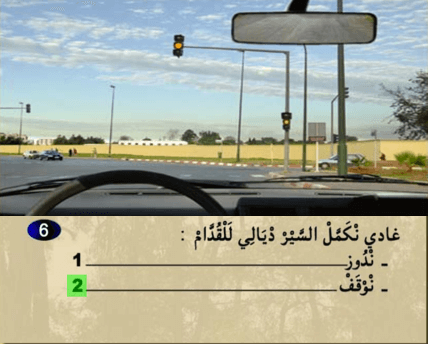 6 غادي نْكَمَّلْ السَّيْرْ دْيَالِي لَلْقُدَّامْ :
ـ نْدُوز 1
ـ نُوْقَفْ 2